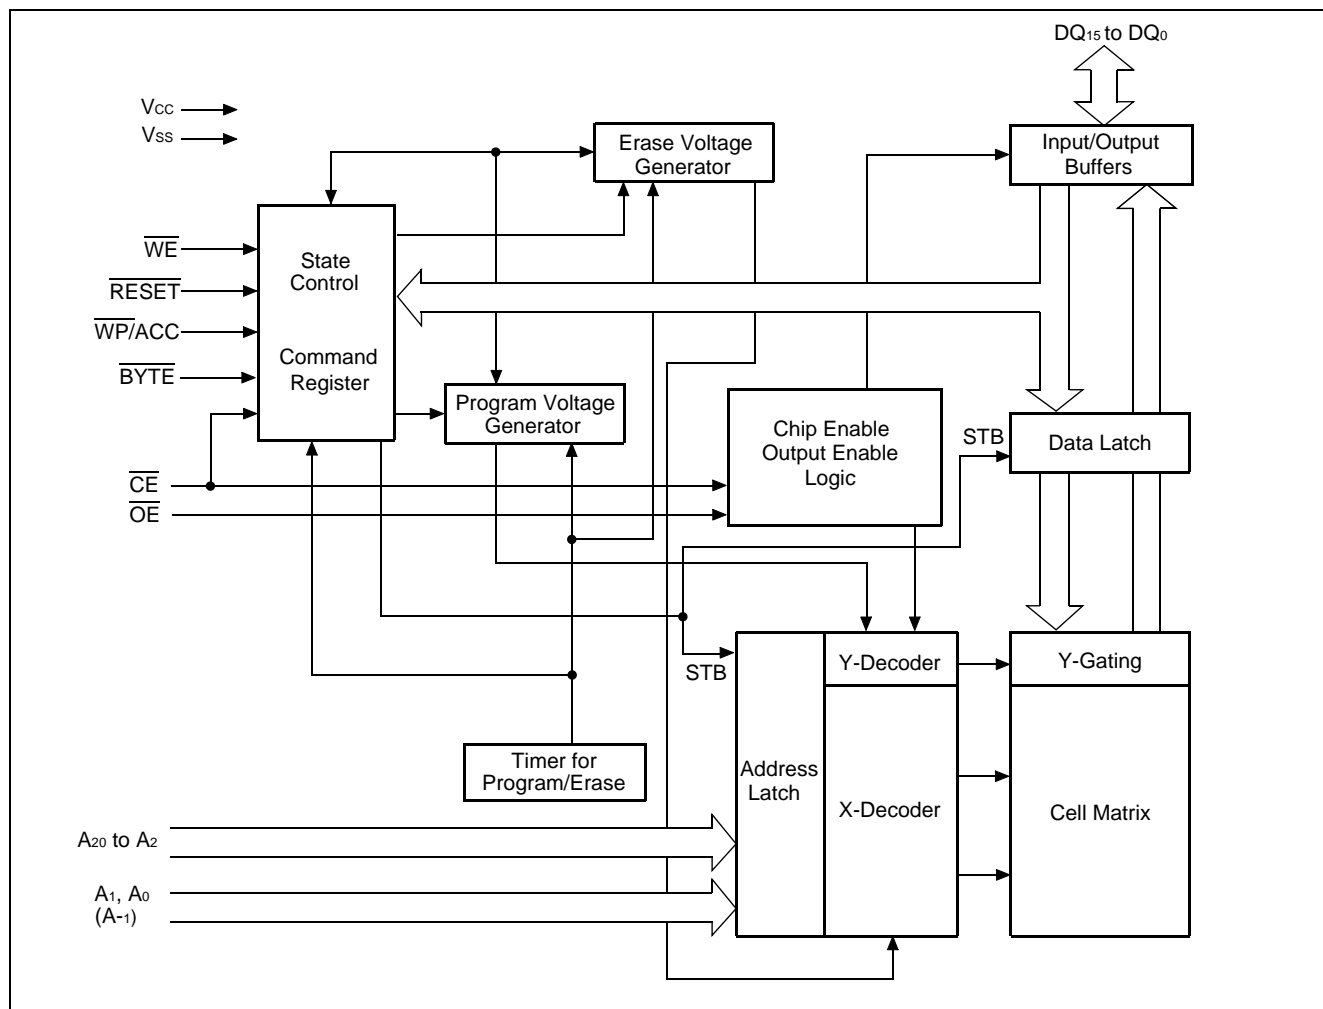 DQ15 to DQ0
VCC
VSS
Erase Voltage
Generator
Input/Output
Buffers
WE
RESET
WP/ACC
BYTE
CE
OE
State
Control
Command
Register
Program Voltage
Generator
Chip Enable
Output Enable
Logic
STB
Data Latch
STB
Y-Decoder
Y-Gating
Timer for
Program/Erase
Address
Latch
X-Decoder
Cell Matrix
A20 to A2
A1, A0
(A-1)